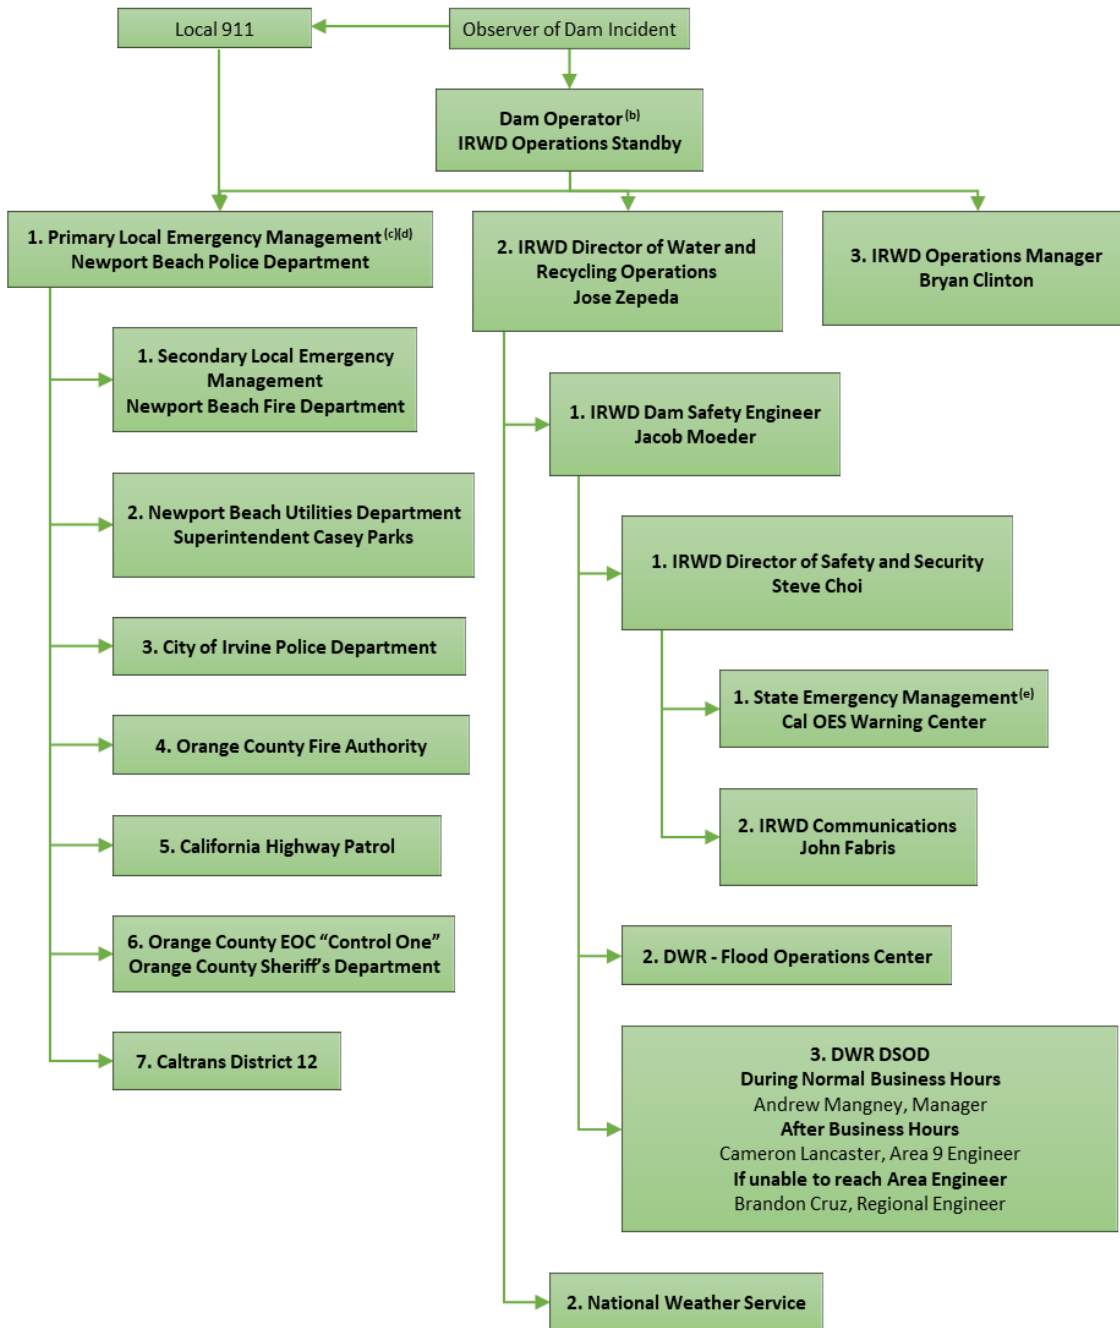 Local 911
Observer of Dam Incident
Dam Operator(b)
IRWD Operations Standby
1. Primary Local Emergency Management(c)(d)
Newport Beach Police Department
2. IRWD Director of Water and
Recycling Operations
Jose Zepeda
3. IRWD Operations Manager
Bryan Clinton
1. Secondary Local Emergency
Management
Newport Beach Fire Department
2. Newport Beach Utilities Department
Superintendent Casey Parks
3. City of Irvine Police Department
4. Orange County Fire Authority
5. California Highway Patrol
6. Orange County EOC “Control One”
Orange County Sheriff’s Department
7. Caltrans District 12
1. IRWD Dam Safety Engineer
Jacob Moeder
1. IRWD Director of Safety and Security
Steve Choi
1. State Emergency Management(e)
Cal OES Warning Center
2. IRWD Communications
John Fabris
2. DWR - Flood Operations Center
3. DWR DSOD
During Normal Business Hours
Andrew Mangney, Manager
After Business Hours
Cameron Lancaster, Area 9 Engineer
If unable to reach Area Engineer
Brandon Cruz, Regional Engineer
2. National Weather Service